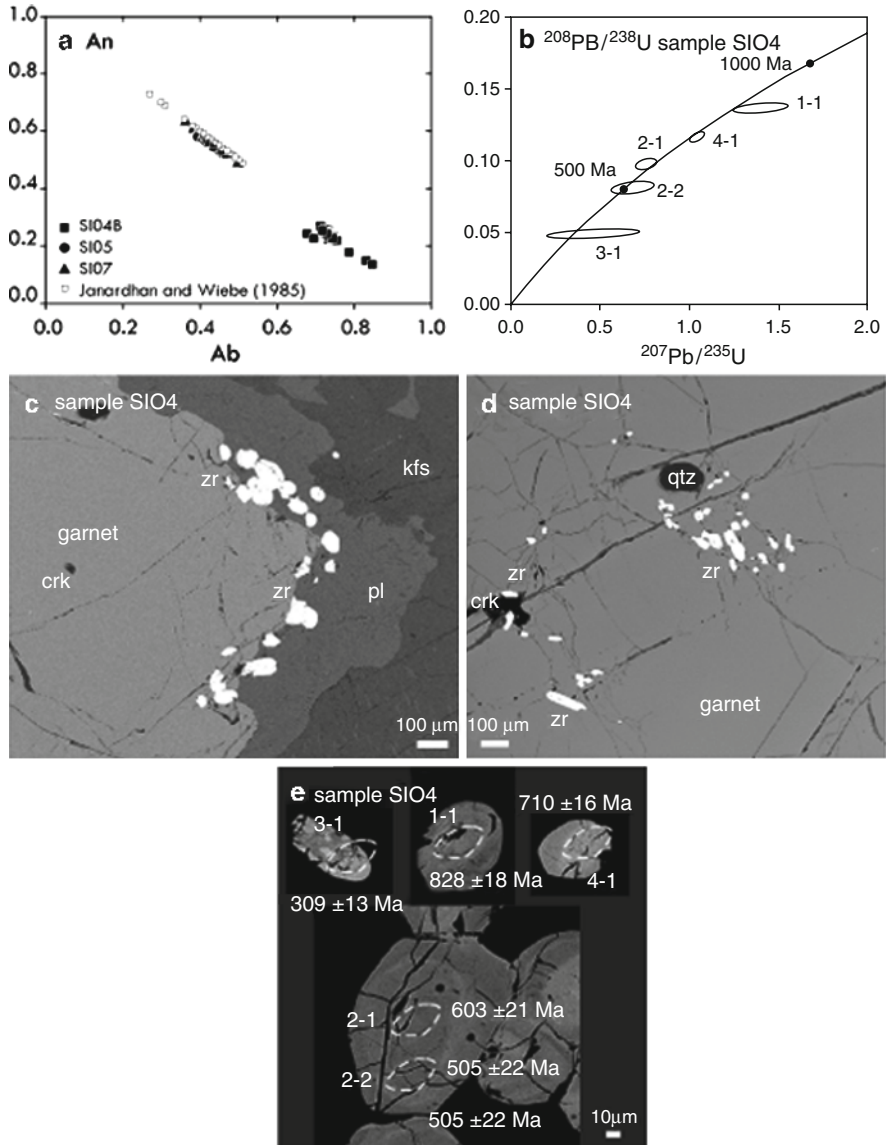 a An
1.0
0.8
0.6
0.4
0.2
0.0
SI04B
SI05
SI07
Janardhan and Wiebe (1985)
0.0 0.2 0.4 0.6 0.8 1.0
Ab
b ²⁰⁸PB/²³⁸U sample SIO4
0.20
0.15
0.10
0.05
0.00
1000 Ma
1-1
4-1
2-1
500 Ma
2-2
3-1
0.0 0.5 1.0 1.5 2.0
²⁰⁷Pb/²³⁵U
c sample SIO4
kfs
zr
garnet
crk
zr
pl
100 µm
d sample SIO4
qtz
zr
zr
crk
zr
garnet
100 µm
e sample SIO4
710 ±16 Ma
3-1
1-1
828 ±18 Ma
4-1
309 ±13 Ma
603 ±21 Ma
2-1
505 ±22 Ma
2-2
505 ±22 Ma
10µm